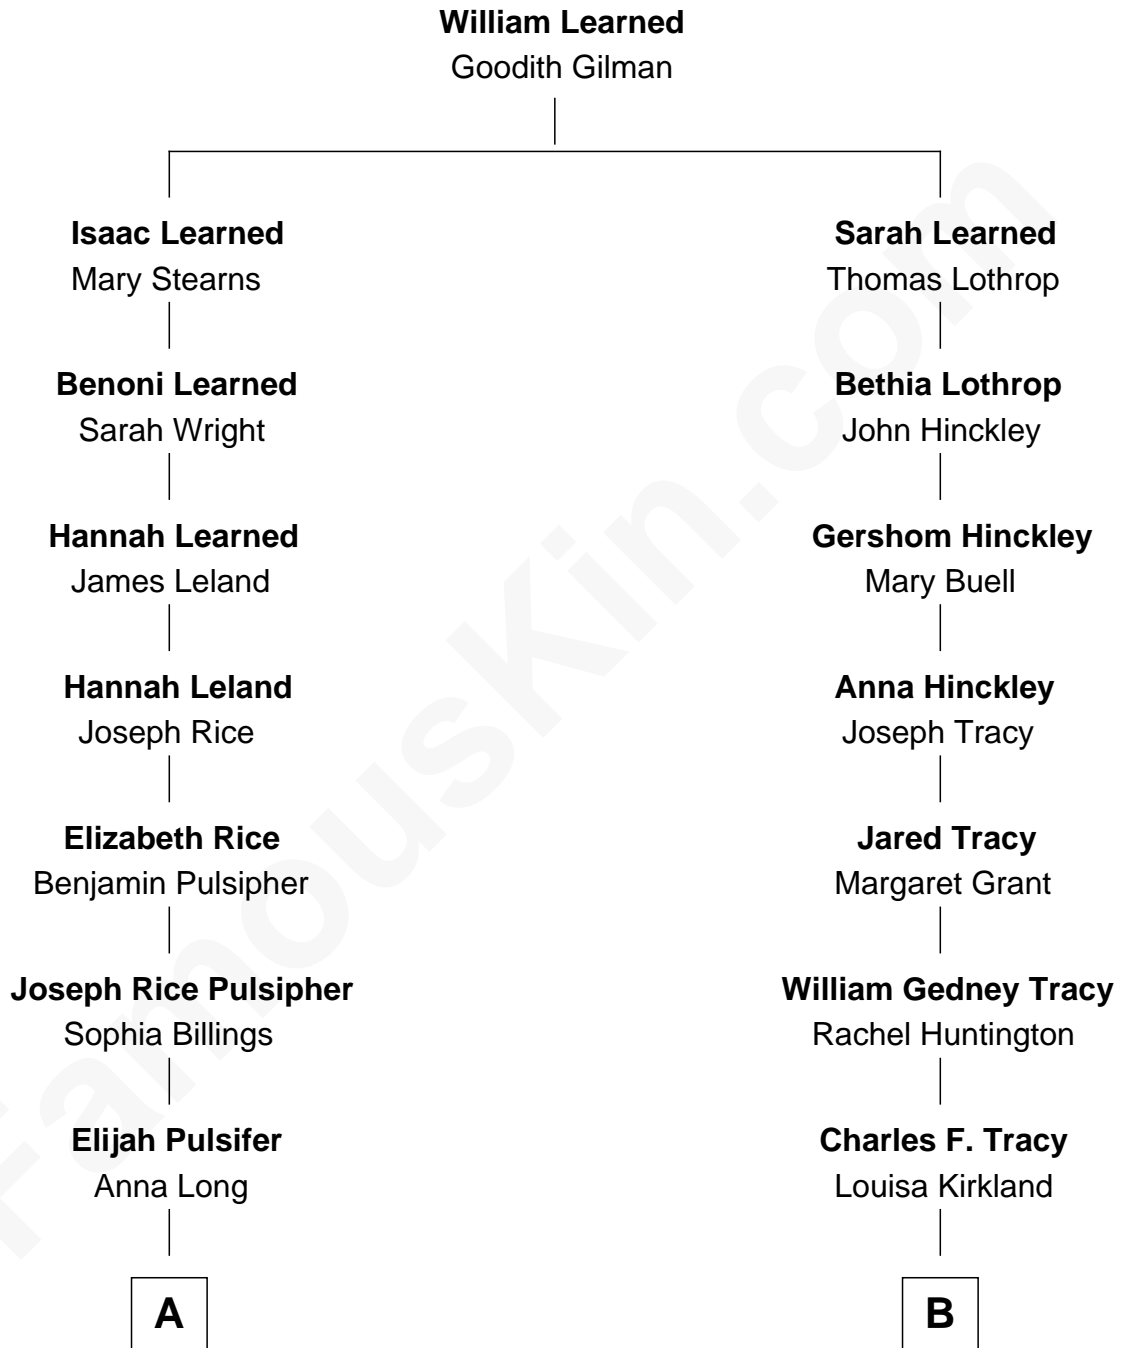 William Learned
Goodith Gilman
Isaac Learned
Mary Stearns
Sarah Learned
Thomas Lothrop
Benoni Learned
Sarah Wright
Bethia Lothrop
John Hinckley
Hannah Learned
James Leland
Gershom Hinckley
Mary Buell
Hannah Leland
Joseph Rice
Anna Hinckley
Joseph Tracy
Elizabeth Rice
Benjamin Pulsipher
Jared Tracy
Margaret Grant
Joseph Rice Pulsipher
Sophia Billings
William Gedney Tracy
Rachel Huntington
Elijah Pulsifer
Anna Long
Charles F. Tracy
Louisa Kirkland
A
B
FamousKin.com